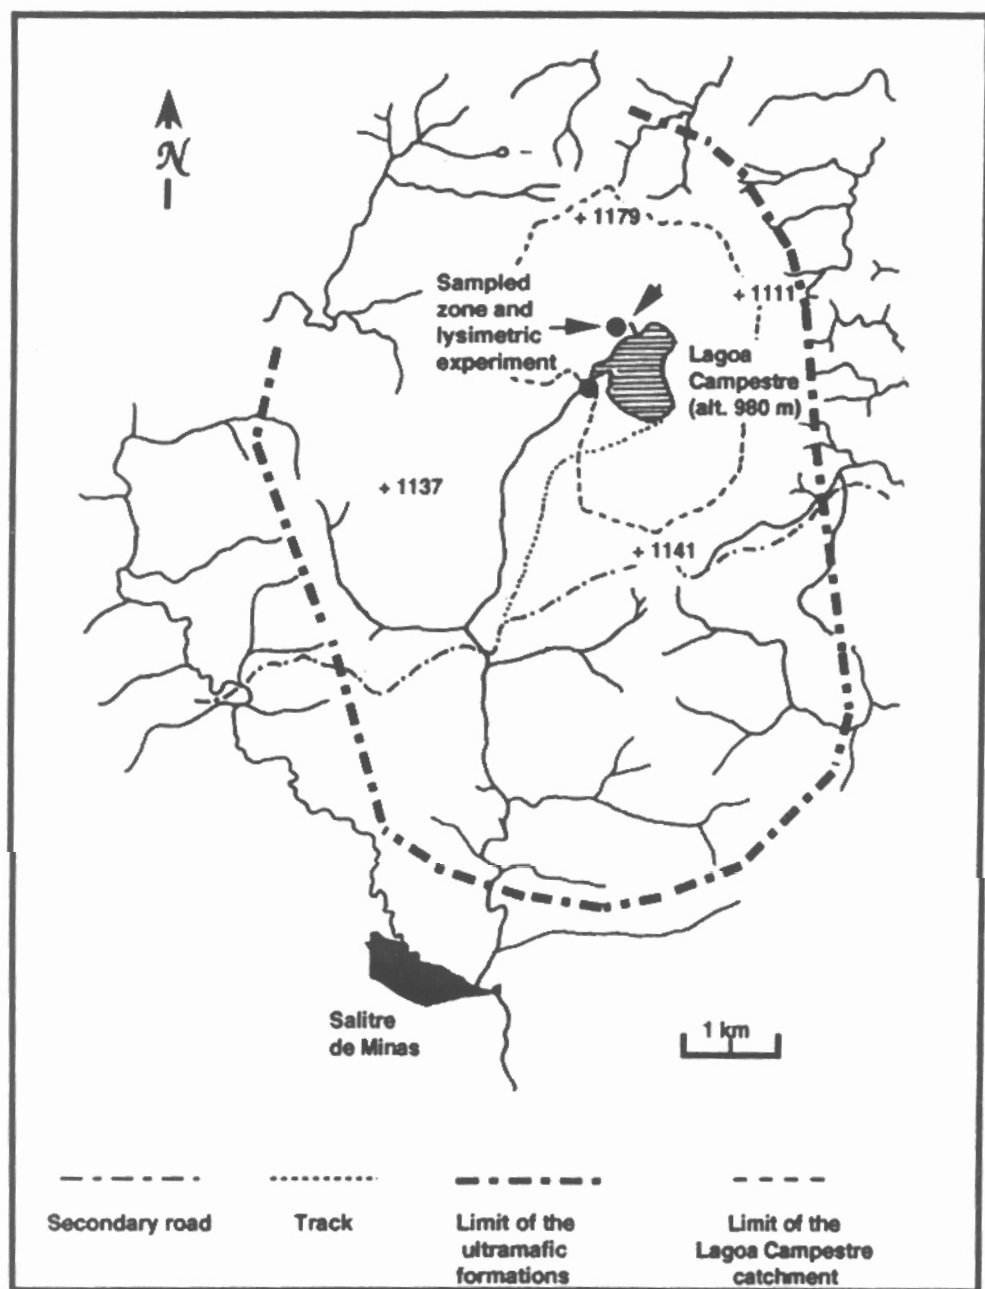 N
+ 1179
Sampled
zone and
lysimetric
experiment
+ 1111
Lagoa
Campestre
(alt. 980 m)
+ 1137
+ 1141
Salitre
de Minas
1 km
Secondary road
Track
Limit of the
ultramafic
formations
Limit of the
Lagoa Campestre
catchment